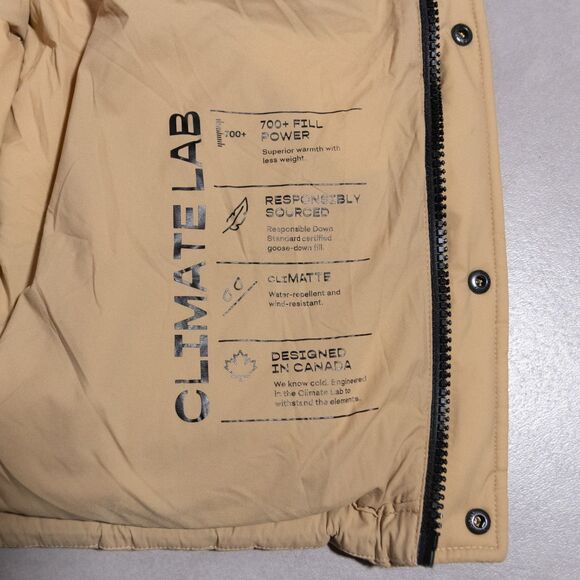 CLIMATE LAB
700+
700+ FILL
POWER
Superior warmth with
less weight.
RESPONSIBLY
SOURCED
Responsible Down
Standard certified
goose-down fill.
CLIMATTE
Water-repellent and
wind-resistant.
DESIGNED
IN CANADA
We know cold. Engineered
in the Climate Lab to
withstand the elements.